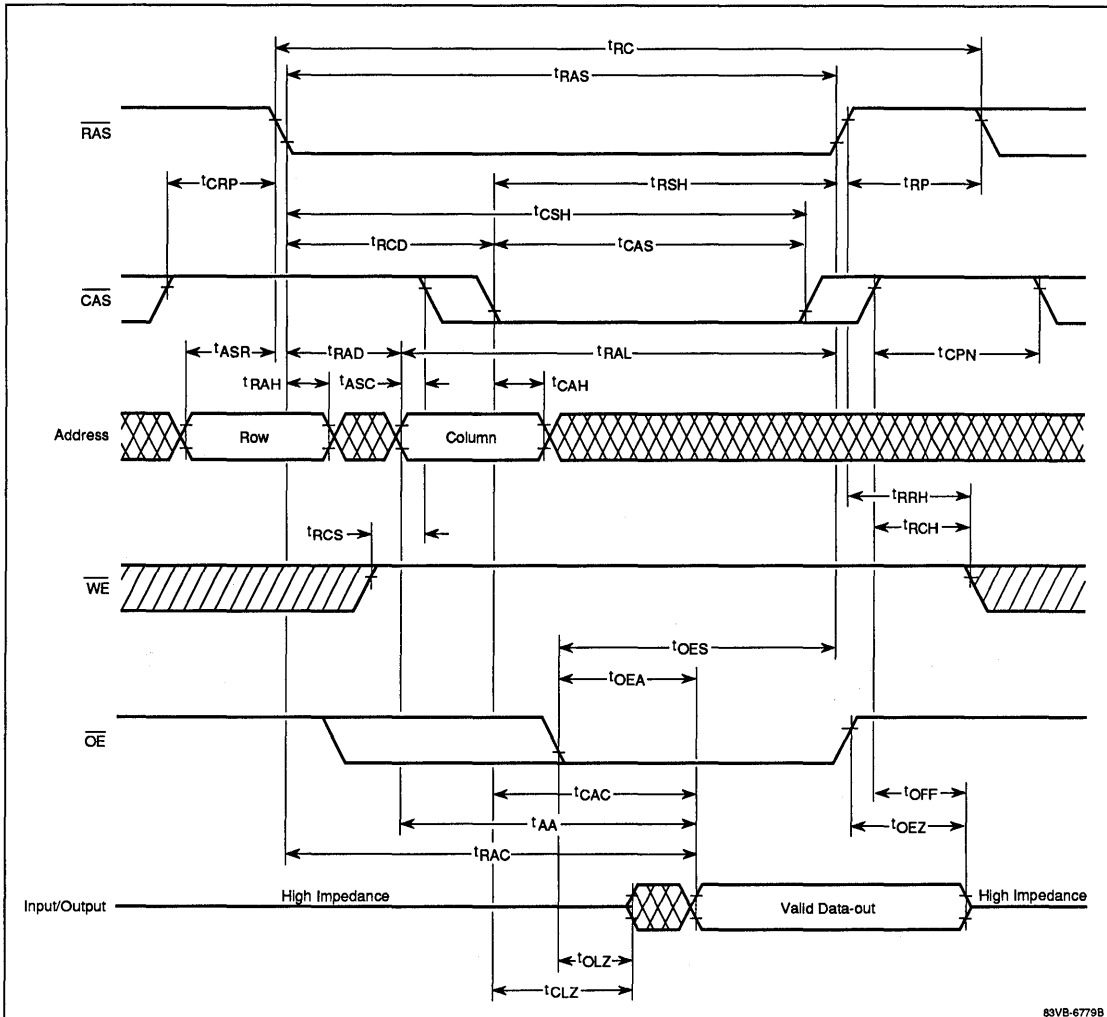 tRC
tRAS
RAS
tCRP
tRSH
tRP
tCSH
tRCD
tCAS
CAS
tASR
tRAD
tRAL
tCPN
tRAH
tASC
tCAH
Address
Row
Column
tRRH
tRCS
tRCH
WE
tOES
tOEA
OE
tCAC
tOFF
tAA
tOEZ
tRAC
High Impedance
High Impedance
Input/Output
Valid Data-out
tOLZ
tCLZ
83VB-6779B